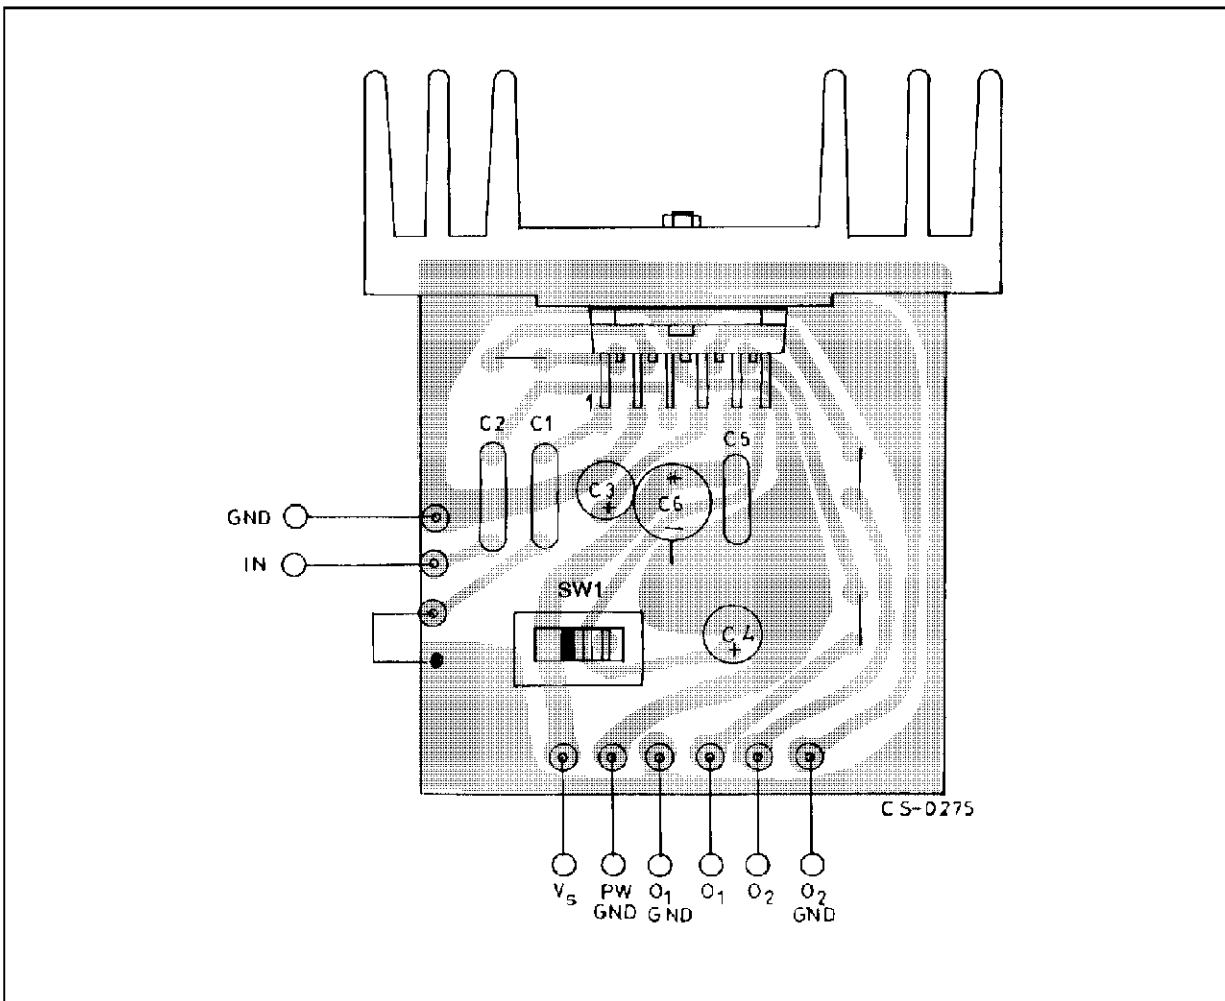 1
C2 C1
C5
C3
+
+
C6
−
GND
IN
SW1
C4
+
CS-0275
Vs PW GND O1 GND O1 O2 O2 GND